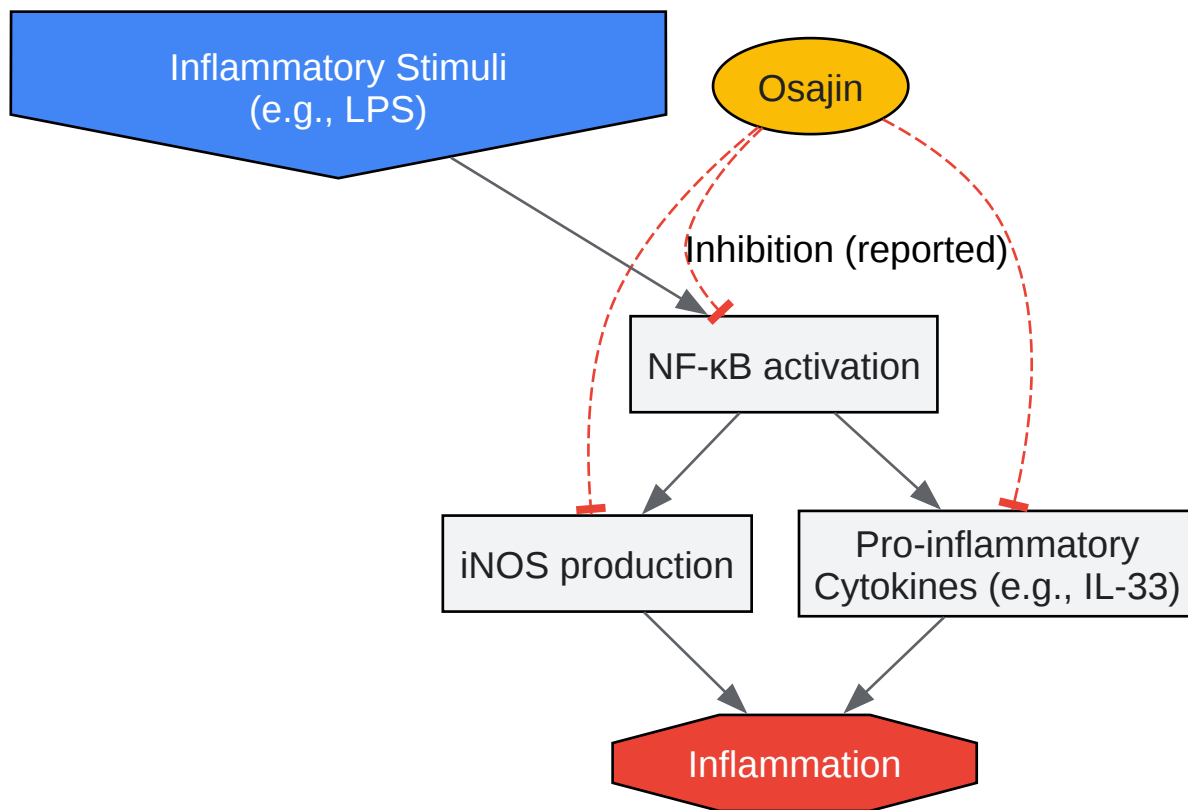 Inflammatory Stimuli
(e.g., LPS)
Osajin
Inhibition (reported)
NF-κB activation
iNOS production
Pro-inflammatory
Cytokines (e.g., IL-33)
Inflammation